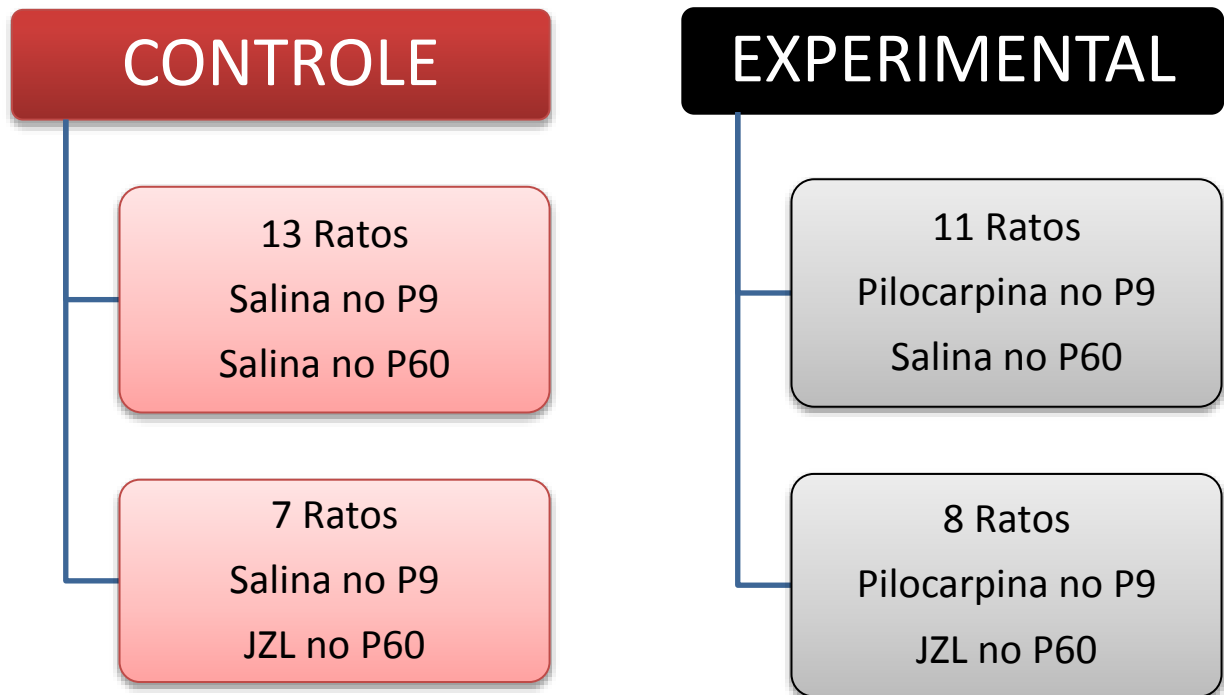 CONTROLE
13 Ratos
Salina no P9
Salina no P60
7 Ratos
Salina no P9
JZL no P60
EXPERIMENTAL
11 Ratos
Pilocarpina no P9
Salina no P60
8 Ratos
Pilocarpina no P9
JZL no P60